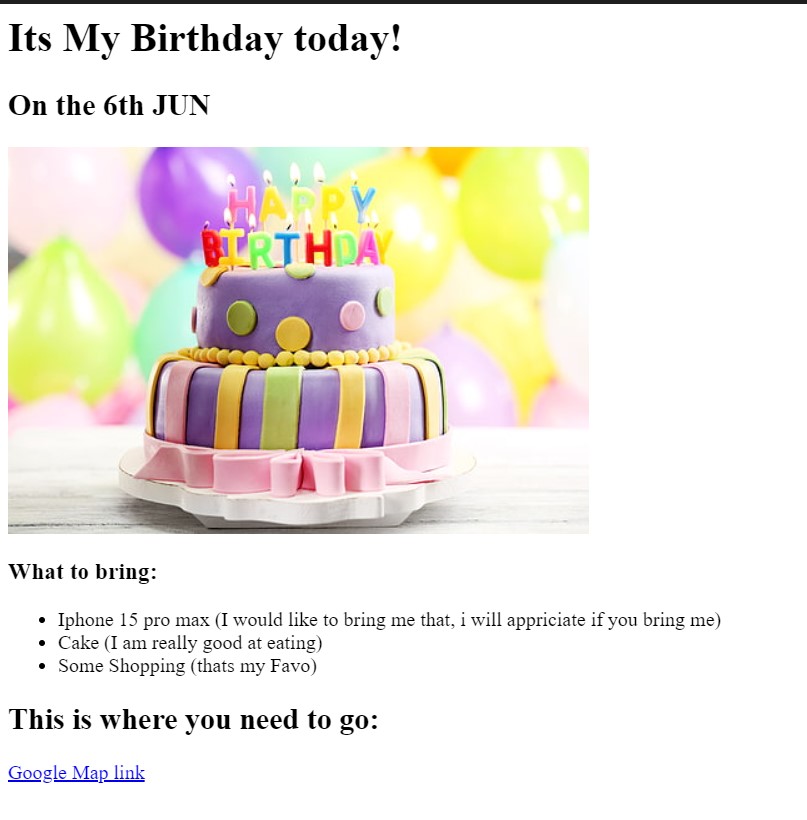 Its My Birthday today!
On the 6th JUN
HAPPY
BIRTHDAY
What to bring:
Iphone 15 pro max (I would like to bring me that, i will appriciate if you bring me)
Cake (I am really good at eating)
Some Shopping (thats my Favo)
This is where you need to go:
Google Map link